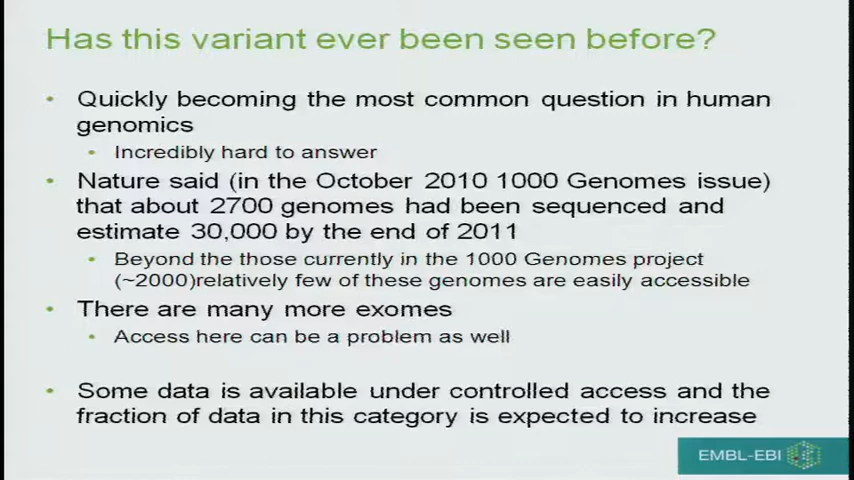 Has this variant ever been seen before?
• Quickly becoming the most common question in human
genomics
• Incredibly hard to answer
• Nature said (in the October 2010 1000 Genomes issue)
that about 2700 genomes had been sequenced and
estimate 30,000 by the end of 2011
• Beyond the those currently in the 1000 Genomes project
(~2000)relatively few of these genomes are easily accessible
• There are many more exomes
• Access here can be a problem as well
• Some data is available under controlled access and the
fraction of data in this category is expected to increase
EMBL-EBI